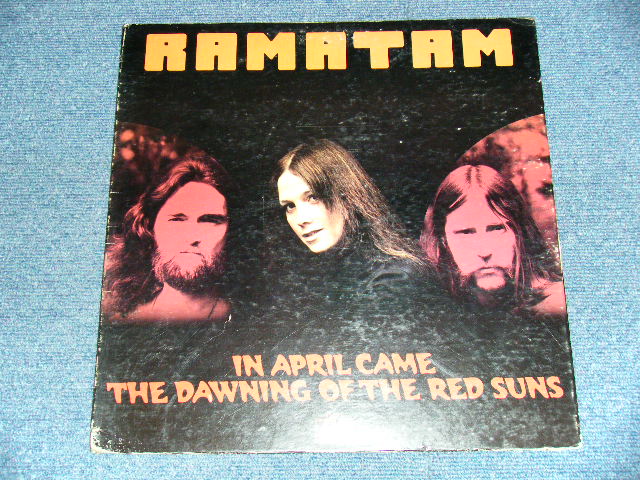 RAMATAM
IN APRIL CAME
THE DAWNING OF THE RED SUNS